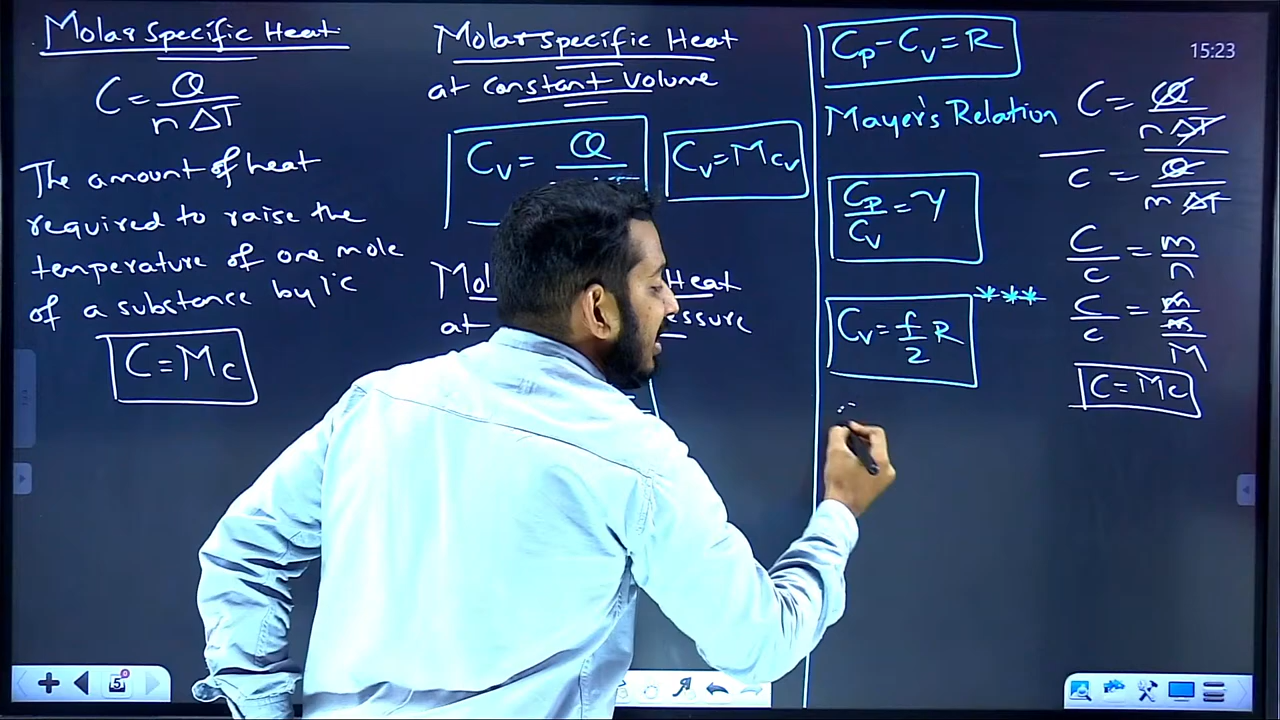 Molar Specific Heat
C = Q / nΔT
The amount of heat
required to raise the
temperature of one mole
of a substance by 1°C
C = Mc
Molar Specific Heat
at Constant Volume
Cv = Q
Cv = Mcv
Heat
at
Cp - Cv = R
Mayer's Relation
Cp / Cv = γ
***
Cv = f/2 R
15:23
C = Q / nΔT
c = Q / mΔT
C / c = m / n
C / c = m / m / M
C = Mc
5